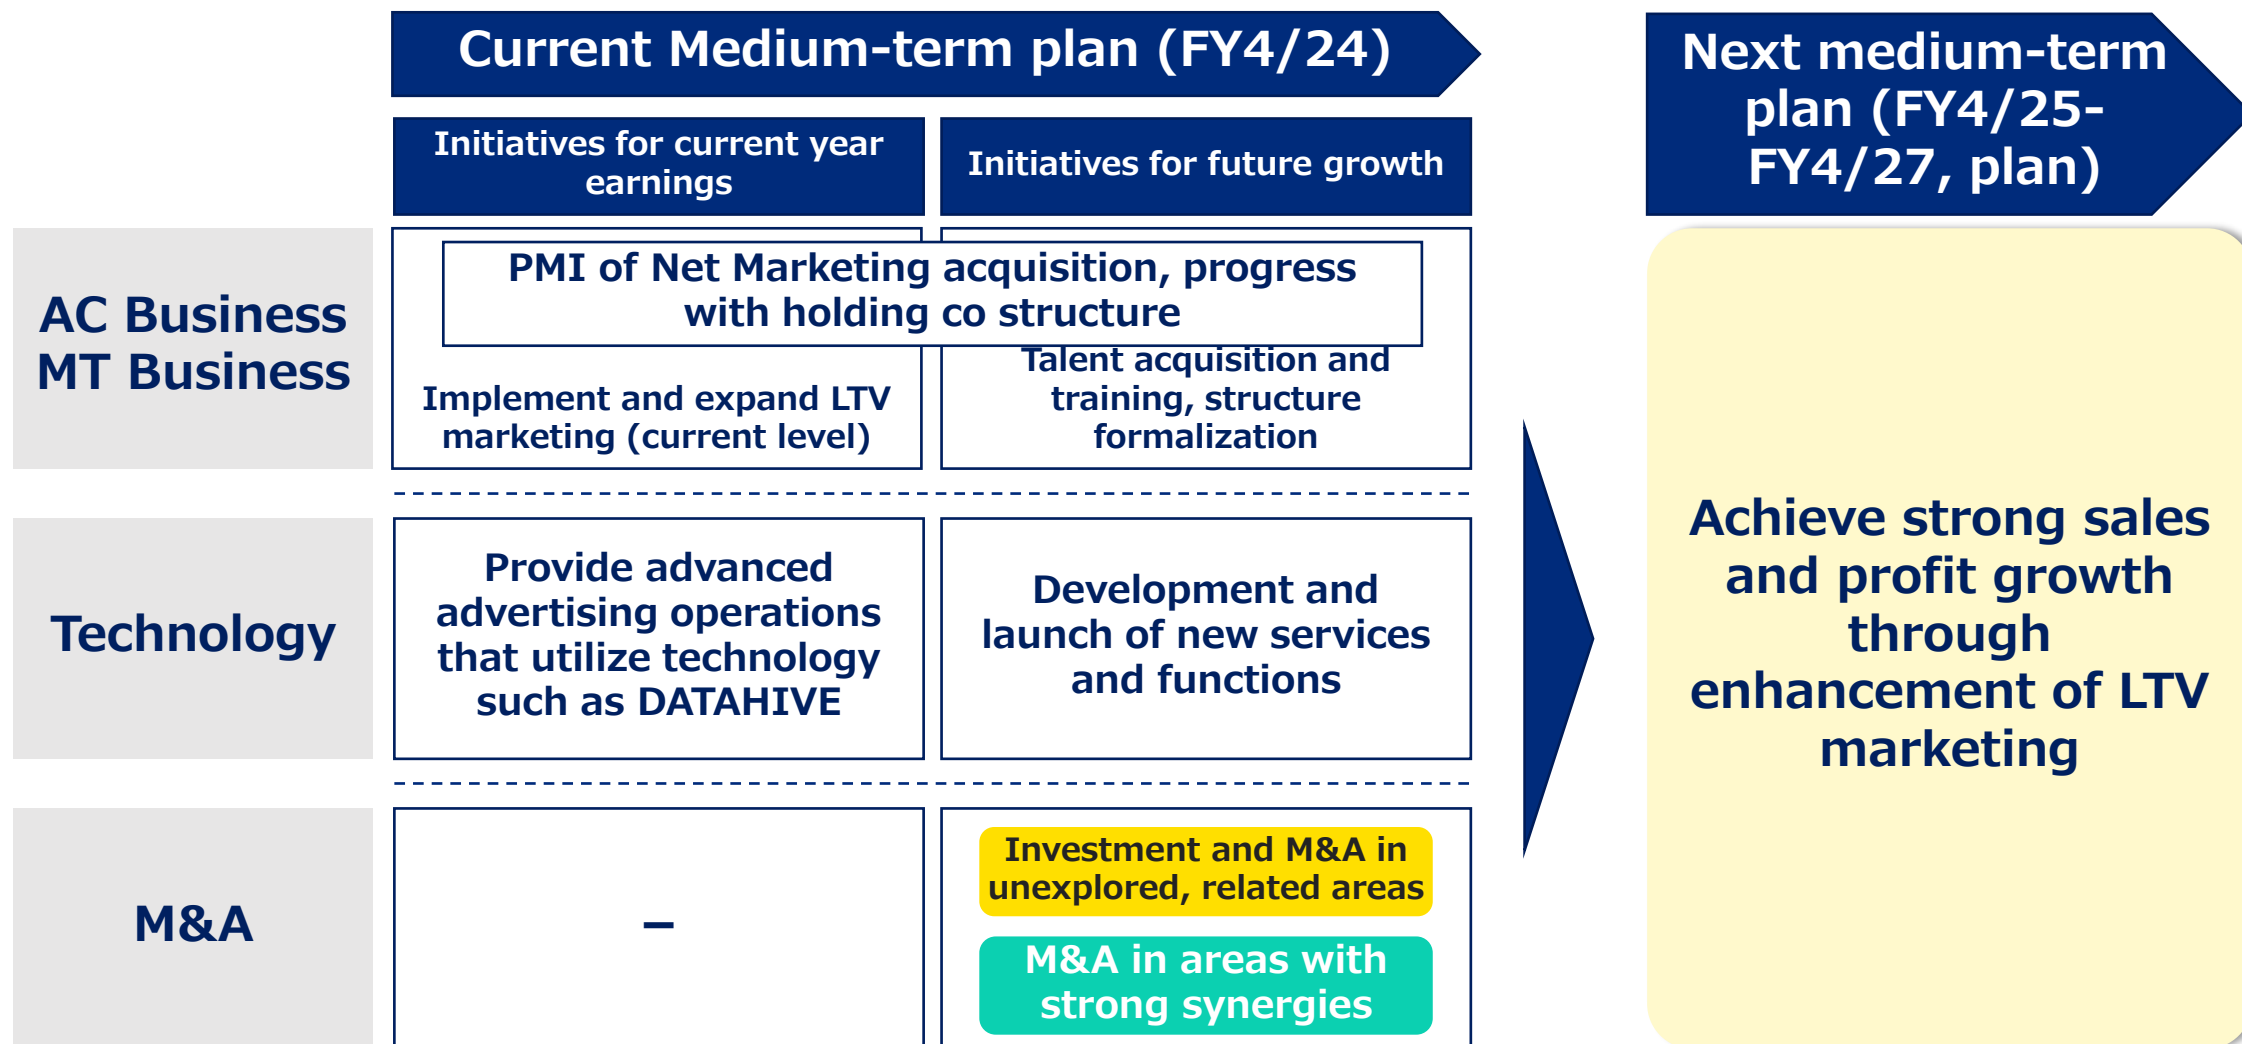 Current Medium-term plan (FY4/24)
Next medium-term
plan (FY4/25-
FY4/27, plan)
Initiatives for current year
earnings
Initiatives for future growth
AC Business
MT Business
PMI of Net Marketing acquisition, progress
with holding co structure
Implement and expand LTV
marketing (current level)
Talent acquisition and
training, structure
formalization
Technology
Provide advanced
advertising operations
that utilize technology
such as DATAHIVE
Development and
launch of new services
and functions
M&A
–
Investment and M&A in
unexplored, related areas
M&A in areas with
strong synergies
Achieve strong sales
and profit growth
through
enhancement of LTV
marketing